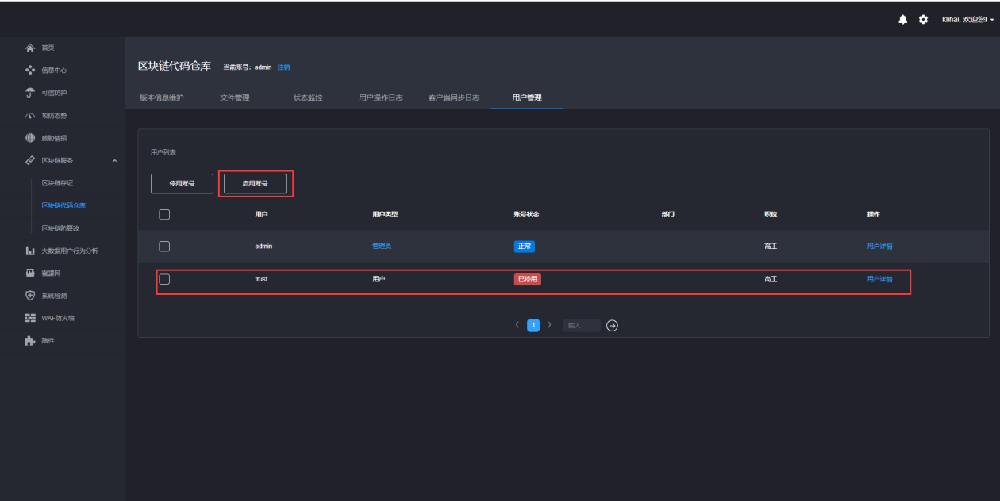 klihai, 欢迎您!
首页
信息中心
可信防护
攻防态势
威胁情报
区块链服务
区块链存证
区块链代码仓库
区块链防篡改
大数据用户行为分析
蜜罐网
系统检测
WAF防火墙
插件
区块链代码仓库 当前账号：admin 注销
版本信息维护 文件管理 状态监控 用户操作日志 客户端同步日志 用户管理
用户列表
停用账号 启用账号
用户 用户类型 账号状态 部门 职位 操作
admin 管理员 正常 高工 用户详情
trust 用户 已停用 高工 用户详情
1 输入